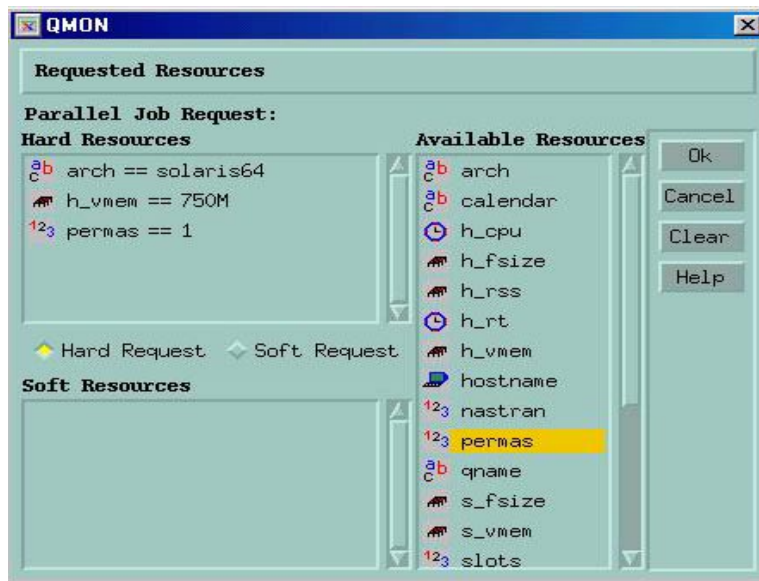 QMON
Requested Resources
Parallel Job Request:
Hard Resources
arch == solaris64
h_vmem == 750M
permas == 1
Hard Request
Soft Request
Soft Resources
Available Resources
arch
calendar
h_cpu
h_fsize
h_rss
h_rt
h_vmem
hostname
nastran
permas
qname
s_fsize
s_vmem
slots
Ok
Cancel
Clear
Help